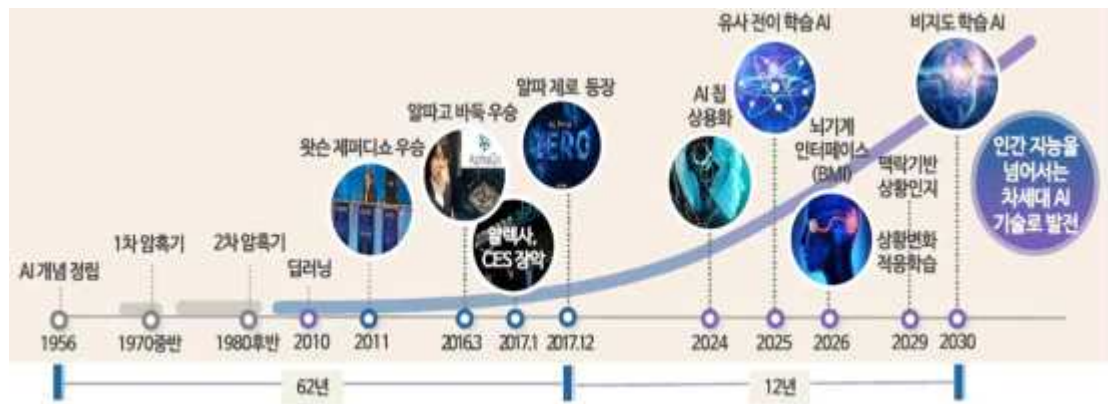 유사 전이 학습 AI
비지도 학습 AI
알파 제로 등장
AI 칩
상용화
알파고 바둑 우승
왓슨 제퍼디쇼 우승
AlphaGo
ZERO
뇌기계
인터페이스
(BMI)
맥락기반
상황인지
인간 지능을
넘어서는
차세대 AI
기술로 발전
1차 암흑기
2차 암흑기
알렉사,
CES 장악
상황변화
적응학습
AI 개념 정립
딥러닝
1956
1970중반
1980후반
2010
2011
2016.3
2017.1
2017.12
2024
2025
2026
2029
2030
62년
12년